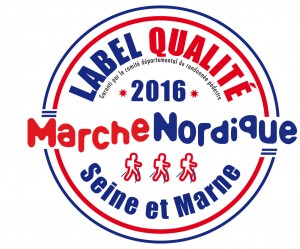 LABEL QUALITÉ
Garanti par le comité départemental de randonnée pédestre
* 2016 *
Marche Nordique
Seine et Marne